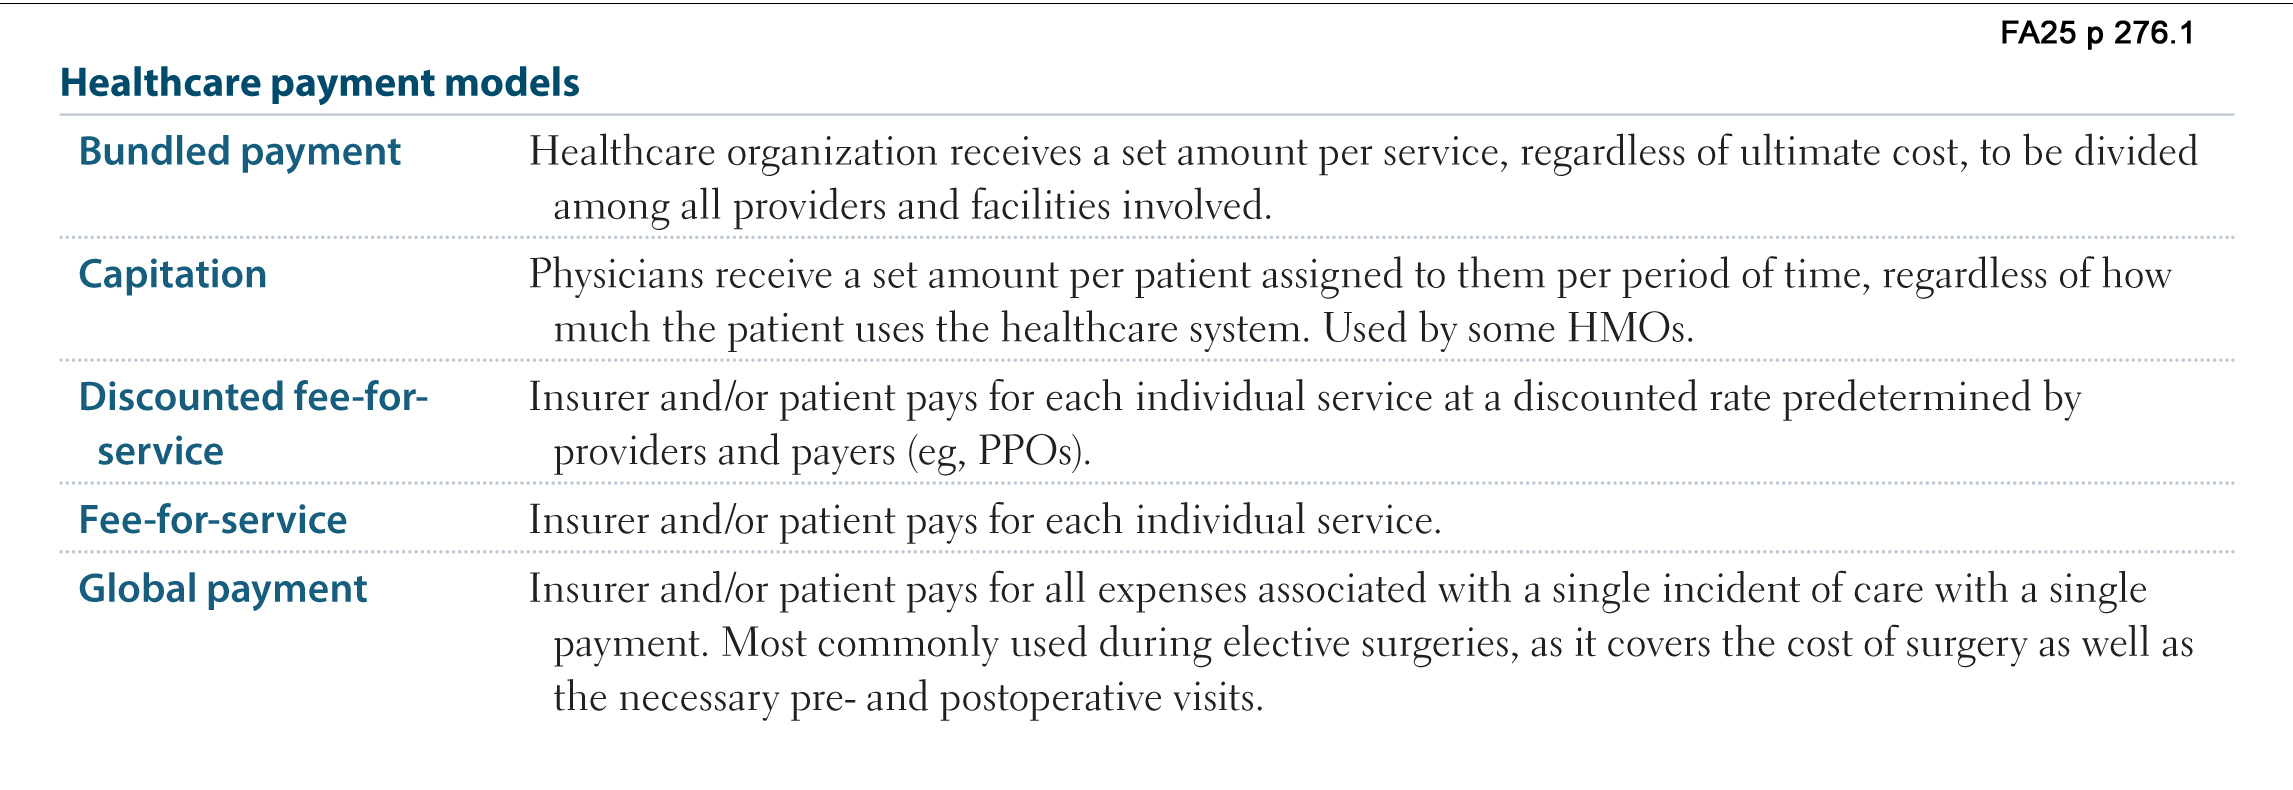 FA25 p 276.1
Healthcare payment models
Bundled payment
Healthcare organization receives a set amount per service, regardless of ultimate cost, to be divided
among all providers and facilities involved.
Capitation
Physicians receive a set amount per patient assigned to them per period of time, regardless of how
much the patient uses the healthcare system. Used by some HMOs.
Discounted fee-for-
service
Insurer and/or patient pays for each individual service at a discounted rate predetermined by
providers and payers (eg, PPOs).
Fee-for-service
Insurer and/or patient pays for each individual service.
Global payment
Insurer and/or patient pays for all expenses associated with a single incident of care with a single
payment. Most commonly used during elective surgeries, as it covers the cost of surgery as well as
the necessary pre- and postoperative visits.